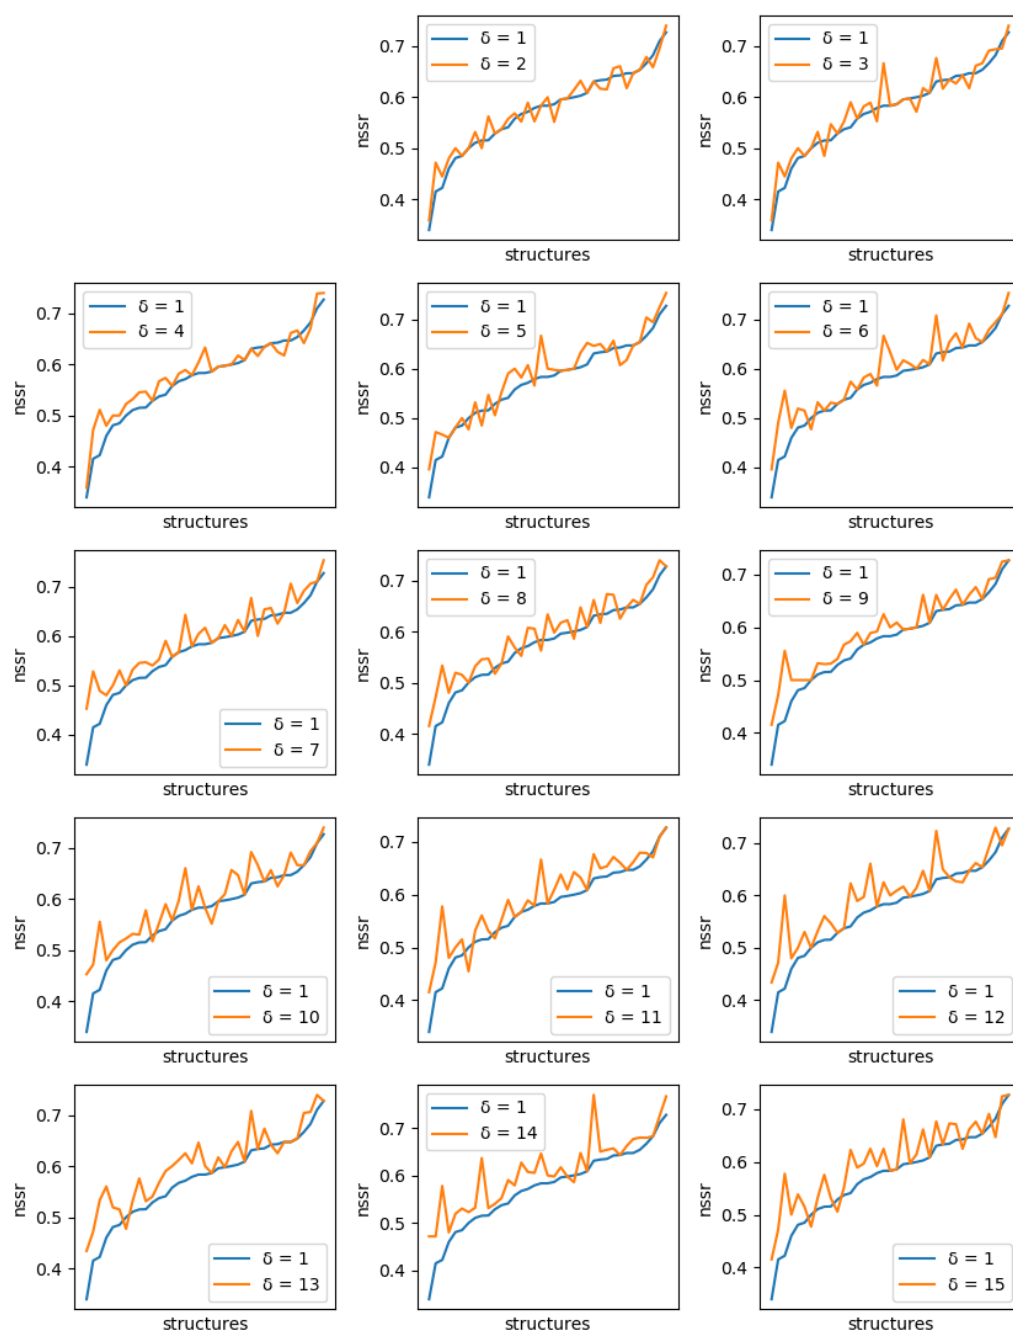 0.7
0.6
0.5
0.4
nssr
δ = 1
δ = 2
structures
0.7
0.6
0.5
0.4
nssr
δ = 1
δ = 3
structures
0.7
0.6
0.5
0.4
nssr
δ = 1
δ = 4
structures
0.7
0.6
0.5
0.4
nssr
δ = 1
δ = 5
structures
0.7
0.6
0.5
0.4
nssr
δ = 1
δ = 6
structures
0.7
0.6
0.5
0.4
nssr
δ = 1
δ = 7
structures
0.7
0.6
0.5
0.4
nssr
δ = 1
δ = 8
structures
0.7
0.6
0.5
0.4
nssr
δ = 1
δ = 9
structures
0.7
0.6
0.5
0.4
nssr
δ = 1
δ = 10
structures
0.7
0.6
0.5
0.4
nssr
δ = 1
δ = 11
structures
0.7
0.6
0.5
0.4
nssr
δ = 1
δ = 12
structures
0.7
0.6
0.5
0.4
nssr
δ = 1
δ = 13
structures
0.7
0.6
0.5
0.4
nssr
δ = 1
δ = 14
structures
0.7
0.6
0.5
0.4
nssr
δ = 1
δ = 15
structures